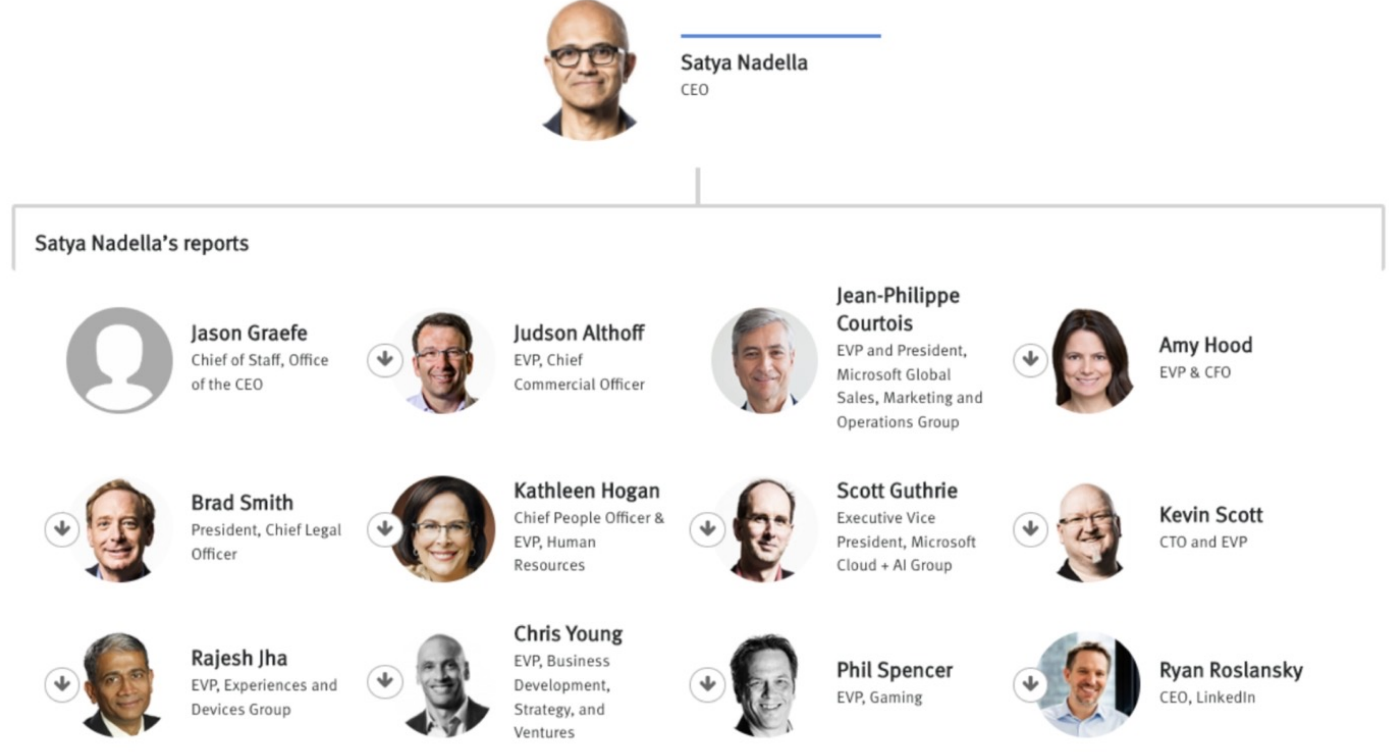 Satya Nadella
CEO
Satya Nadella's reports
Jason Graefe
Chief of Staff, Office
of the CEO
Judson Althoff
EVP, Chief
Commercial Officer
Jean-Philippe
Courtois
EVP and President,
Microsoft Global
Sales, Marketing and
Operations Group
Amy Hood
EVP & CFO
Brad Smith
President, Chief Legal
Officer
Kathleen Hogan
Chief People Officer &
EVP, Human
Resources
Scott Guthrie
Executive Vice
President, Microsoft
Cloud + AI Group
Kevin Scott
CTO and EVP
Rajesh Jha
EVP, Experiences and
Devices Group
Chris Young
EVP, Business
Development,
Strategy, and
Ventures
Phil Spencer
EVP, Gaming
Ryan Roslansky
CEO, LinkedIn